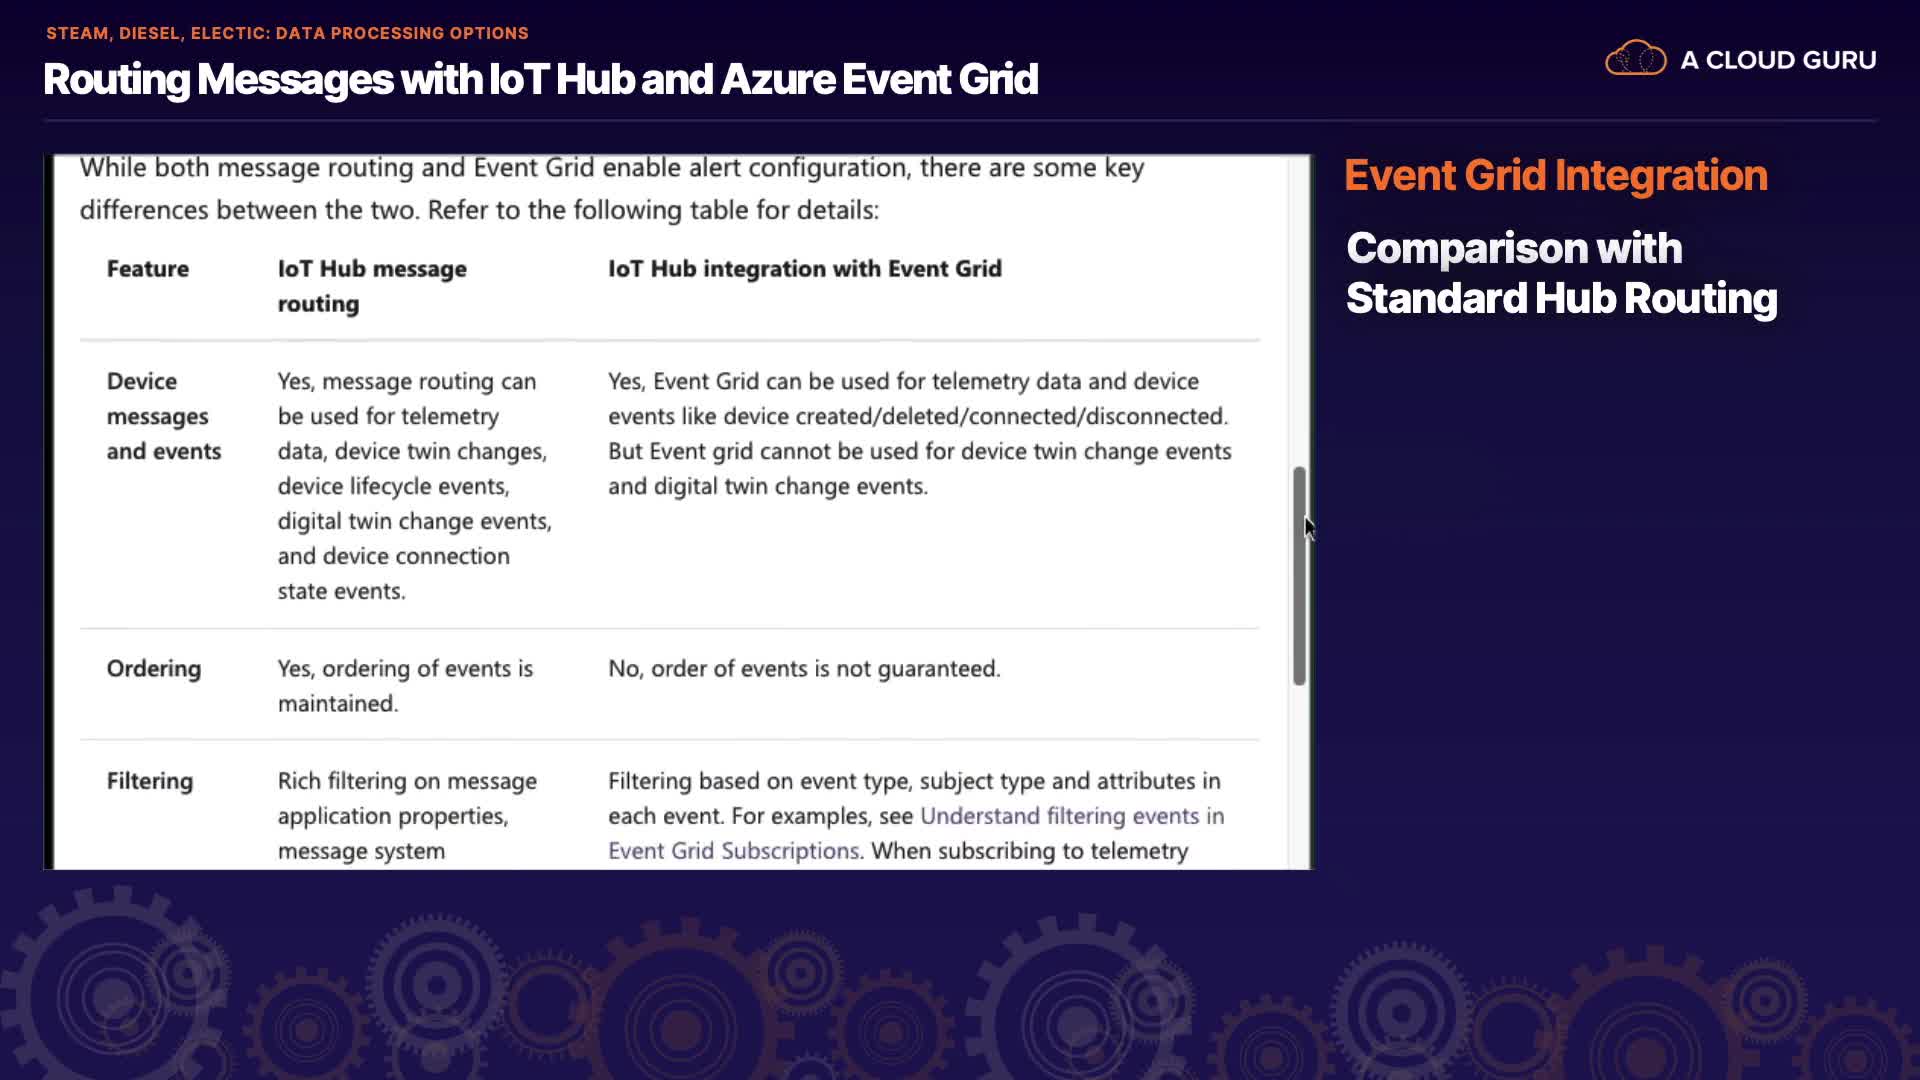 STEAM, DIESEL, ELECTIC: DATA PROCESSING OPTIONS
Routing Messages with IoT Hub and Azure Event Grid
A CLOUD GURU
While both message routing and Event Grid enable alert configuration, there are some key
differences between the two. Refer to the following table for details:
Feature
IoT Hub message
routing
IoT Hub integration with Event Grid
Device
messages
and events
Yes, message routing can
be used for telemetry
data, device twin changes,
device lifecycle events,
digital twin change events,
and device connection
state events.
Yes, Event Grid can be used for telemetry data and device
events like device created/deleted/connected/disconnected.
But Event grid cannot be used for device twin change events
and digital twin change events.
Ordering
Yes, ordering of events is
maintained.
No, order of events is not guaranteed.
Filtering
Rich filtering on message
application properties,
message system
Filtering based on event type, subject type and attributes in
each event. For examples, see Understand filtering events in
Event Grid Subscriptions. When subscribing to telemetry
Event Grid Integration
Comparison with
Standard Hub Routing